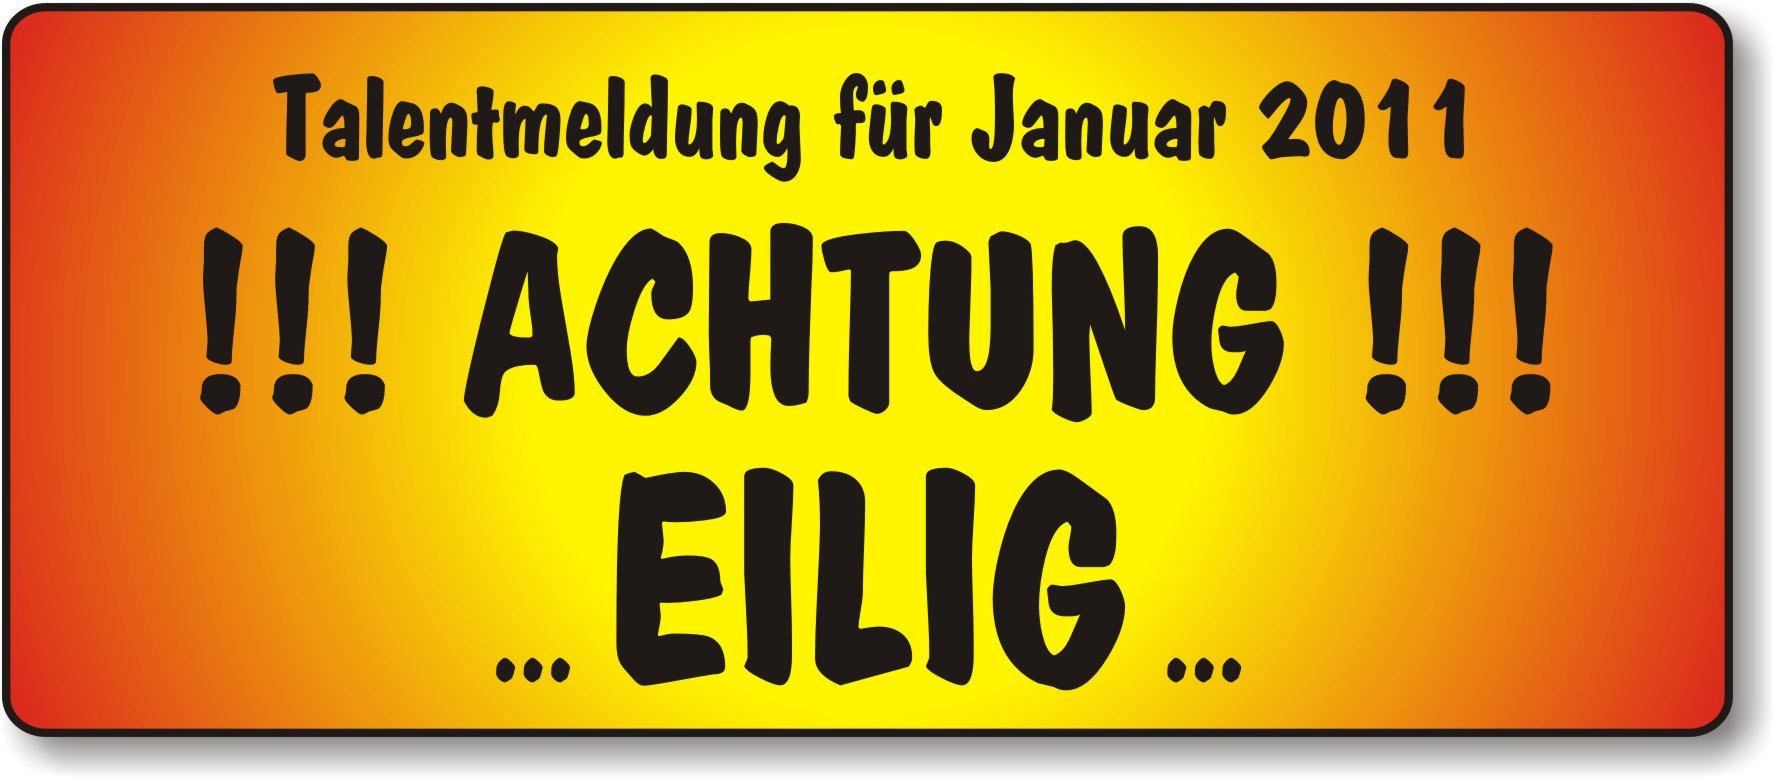 Talentmeldung für Januar 2011
!!! ACHTUNG !!!
... EILIG ...